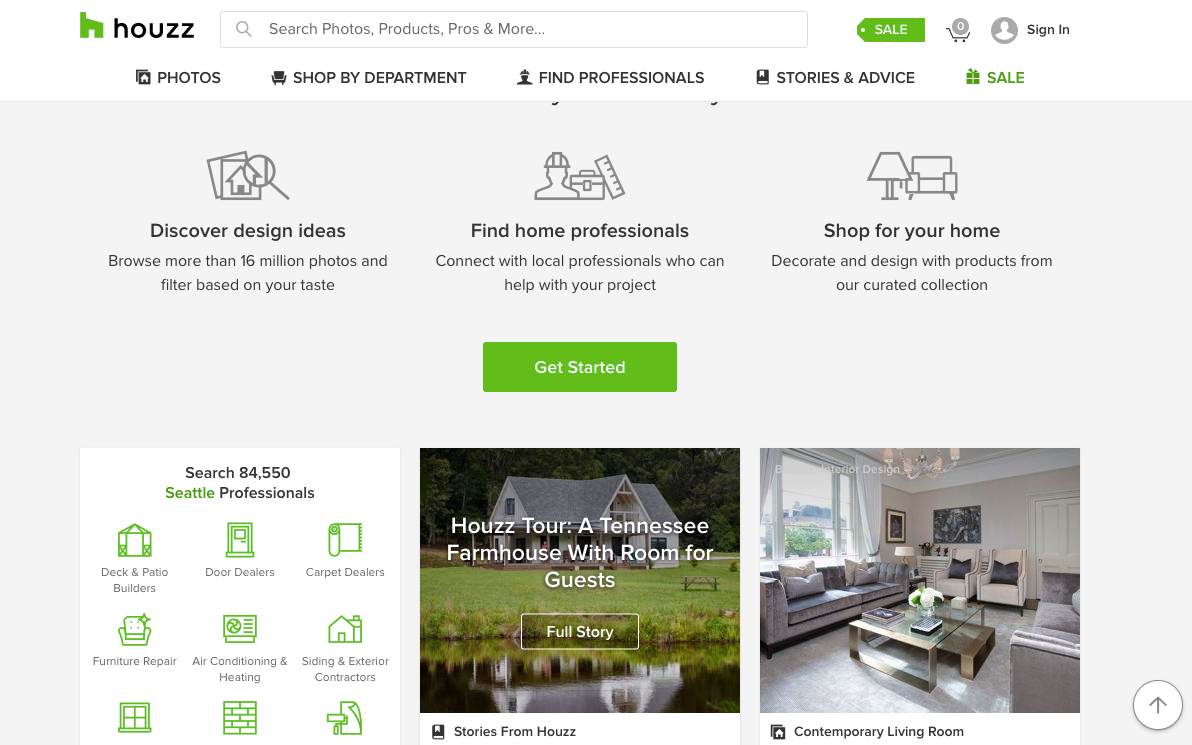 houzz
Search Photos, Products, Pros & More...
SALE
0
Sign In
PHOTOS
SHOP BY DEPARTMENT
FIND PROFESSIONALS
STORIES & ADVICE
SALE
Discover design ideas
Browse more than 16 million photos and
filter based on your taste
Find home professionals
Connect with local professionals who can
help with your project
Shop for your home
Decorate and design with products from
our curated collection
Get Started
Search 84,550
Seattle Professionals
Deck & Patio
Builders
Door Dealers
Carpet Dealers
Furniture Repair
Air Conditioning &
Heating
Siding & Exterior
Contractors
Houzz Tour: A Tennessee
Farmhouse With Room for
Guests
Full Story
Stories From Houzz
Interior Design
Contemporary Living Room